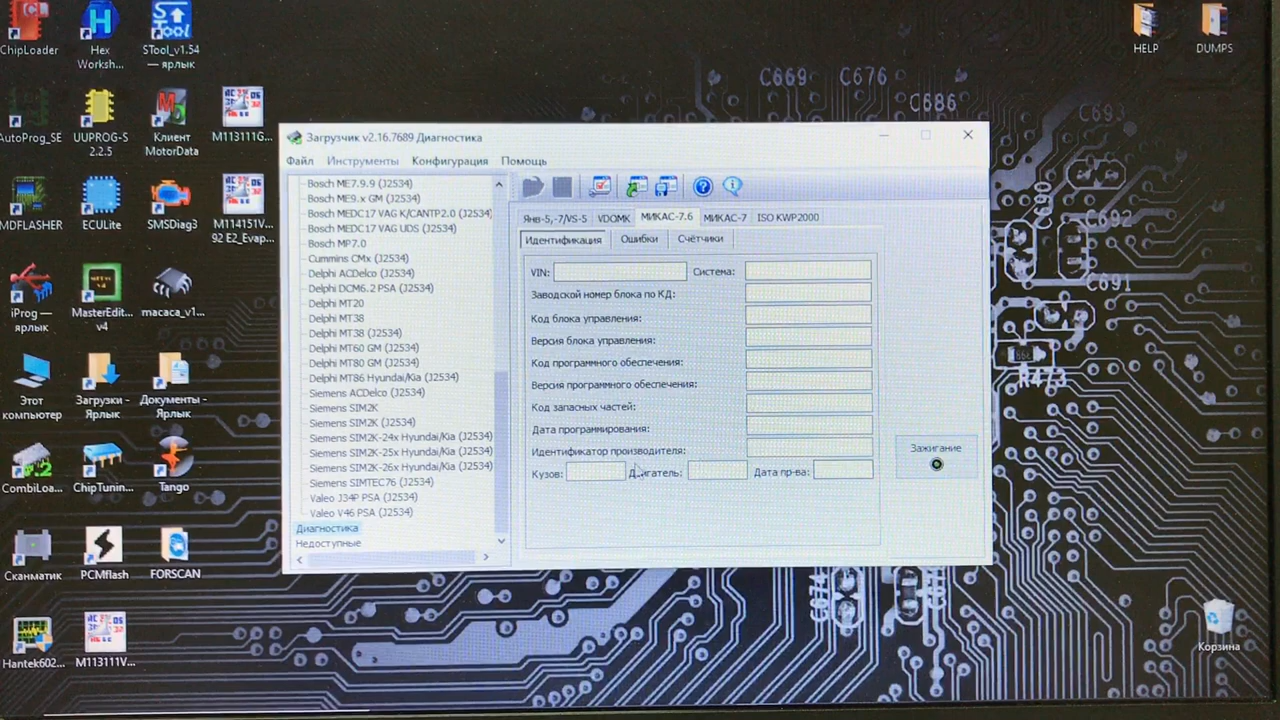 ChipLoader
Hex
Worksh...
STool_v1.54
— ярлык
AutoProg_SE
UUPROG-S
2.2.5
Клиент
MotorData
M113111G...
MDFLASHER
ECULite
SMSDiag3
M114151V...
92 E2_Evap...
iProg —
ярлык
MasterEdit...
v4
macaca_v1...
Этот
компьютер
Загрузки -
Ярлык
Документы -
Ярлык
CombiLoa...
ChipTunin...
Tango
Сканматик
PCMflash
FORSCAN
Hantek602...
M113111V...
HELP
DUMPS
Корзина
C669
C676
C686
C693
C690
C692
C691
R473
Загрузчик v2.16.7689 Диагностика
Файл Инструменты Конфигурация Помощь
Bosch ME7.9.9 (J2534)
Bosch ME9.x GM (J2534)
Bosch MEDC17 VAG K/CANTP2.0 (J2534)
Bosch MEDC17 VAG UDS (J2534)
Bosch MP7.0
Cummins CMx (J2534)
Delphi ACDelco (J2534)
Delphi DCM6.2 PSA (J2534)
Delphi MT20
Delphi MT38
Delphi MT38 (J2534)
Delphi MT60 GM (J2534)
Delphi MT80 GM (J2534)
Delphi MT86 Hyundai/Kia (J2534)
Siemens ACDelco (J2534)
Siemens SIM2K
Siemens SIM2K (J2534)
Siemens SIM2K-24x Hyundai/Kia (J2534)
Siemens SIM2K-25x Hyundai/Kia (J2534)
Siemens SIM2K-26x Hyundai/Kia (J2534)
Siemens SIMTEC76 (J2534)
Valeo J34P PSA (J2534)
Valeo V46 PSA (J2534)
Диагностика
Недоступные
Янв-5,-7/VS-5 VDOMK МИКАС-7.6 МИКАС-7 ISO KWP2000
Идентификация Ошибки Счётчики
VIN: Система:
Заводской номер блока по КД:
Код блока управления:
Версия блока управления:
Код программного обеспечения:
Версия программного обеспечения:
Код запасных частей:
Дата программирования:
Идентификатор производителя:
Кузов: Двигатель: Дата пр-ва:
Зажигание